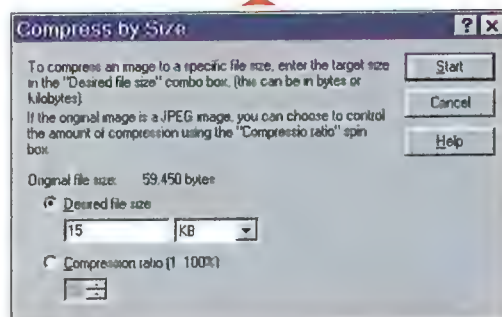 Compress by Size
To compress an image to a specific file size, enter the target size
in the "Desired file size" combo box. (this can be in bytes or
kilobytes)
If the original image is a JPEG image, you can choose to control
the amount of compression using the "Compressio ratio" spin
box
Original file size: 59.450 bytes
Desired file size
15 KB
Compression ratio (1 100%)
Start
Cancel
Help